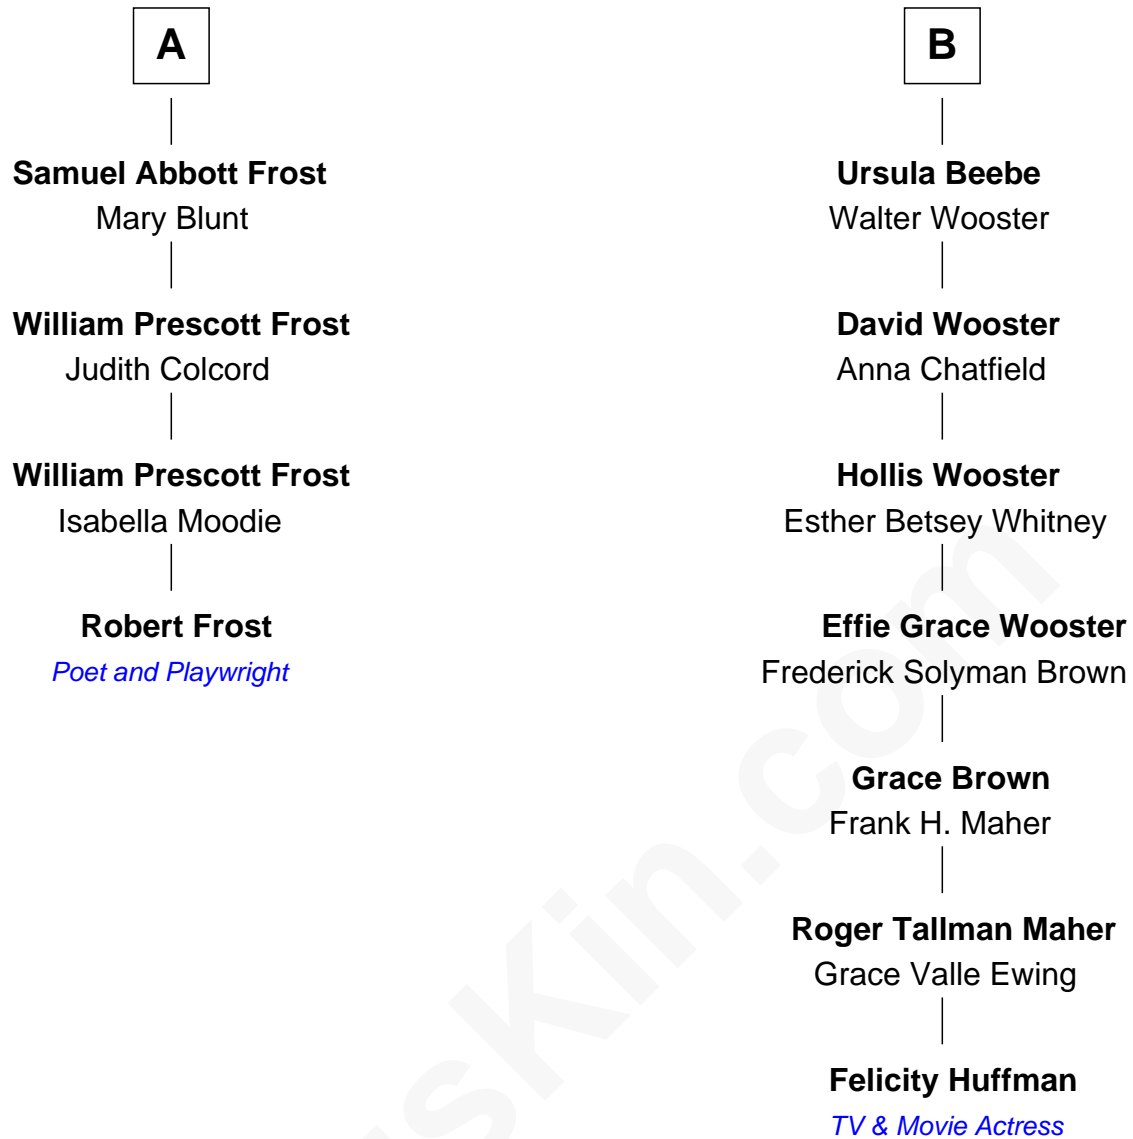 A
Samuel Abbott Frost
Mary Blunt
William Prescott Frost
Judith Colcord
William Prescott Frost
Isabella Moodie
Robert Frost
Poet and Playwright
B
Ursula Beebe
Walter Wooster
David Wooster
Anna Chatfield
Hollis Wooster
Esther Betsey Whitney
Effie Grace Wooster
Frederick Solyman Brown
Grace Brown
Frank H. Maher
Roger Tallman Maher
Grace Valle Ewing
Felicity Huffman
TV & Movie Actress
sKin.com